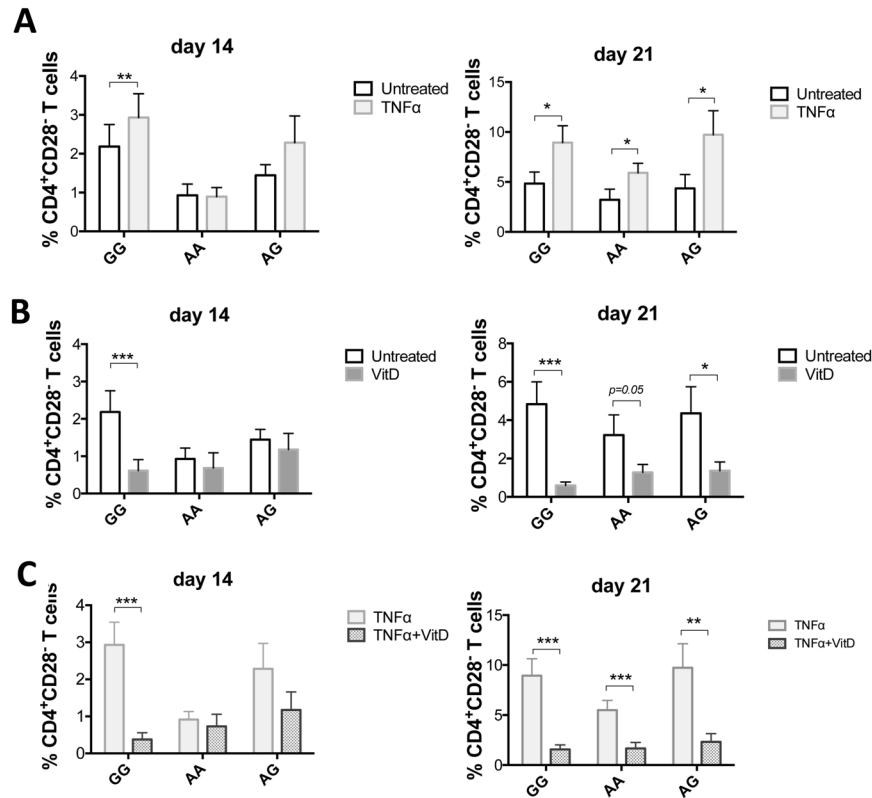 A
day 14
% CD4⁺CD28⁻ T cells
4
3
2
1
0
**
GG
AA
AG
Untreated
TNFα
day 21
% CD4⁺CD28⁻ T cells
15
10
5
0
*
*
*
GG
AA
AG
Untreated
TNFα
B
day 14
% CD4⁺CD28⁻ T cells
4
3
2
1
0
***
GG
AA
AG
Untreated
VitD
day 21
% CD4⁺CD28⁻ T cells
8
6
4
2
0
***
p=0.05
*
GG
AA
AG
Untreated
VitD
C
day 14
% CD4⁺CD28⁻ T cells
4
3
2
1
0
***
GG
AA
AG
TNFα
TNFα+VitD
day 21
% CD4⁺CD28⁻ T cells
15
10
5
0
***
***
**
GG
AA
AG
TNFα
TNFα+VitD